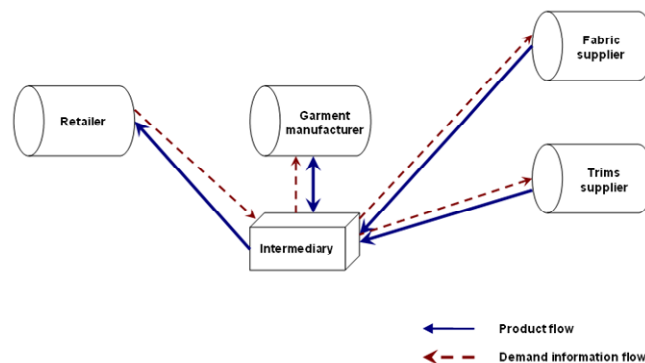 Fabric
supplier
Retailer
Garment
manufacturer
Trims
supplier
Intermediary
Product flow
Demand information flow